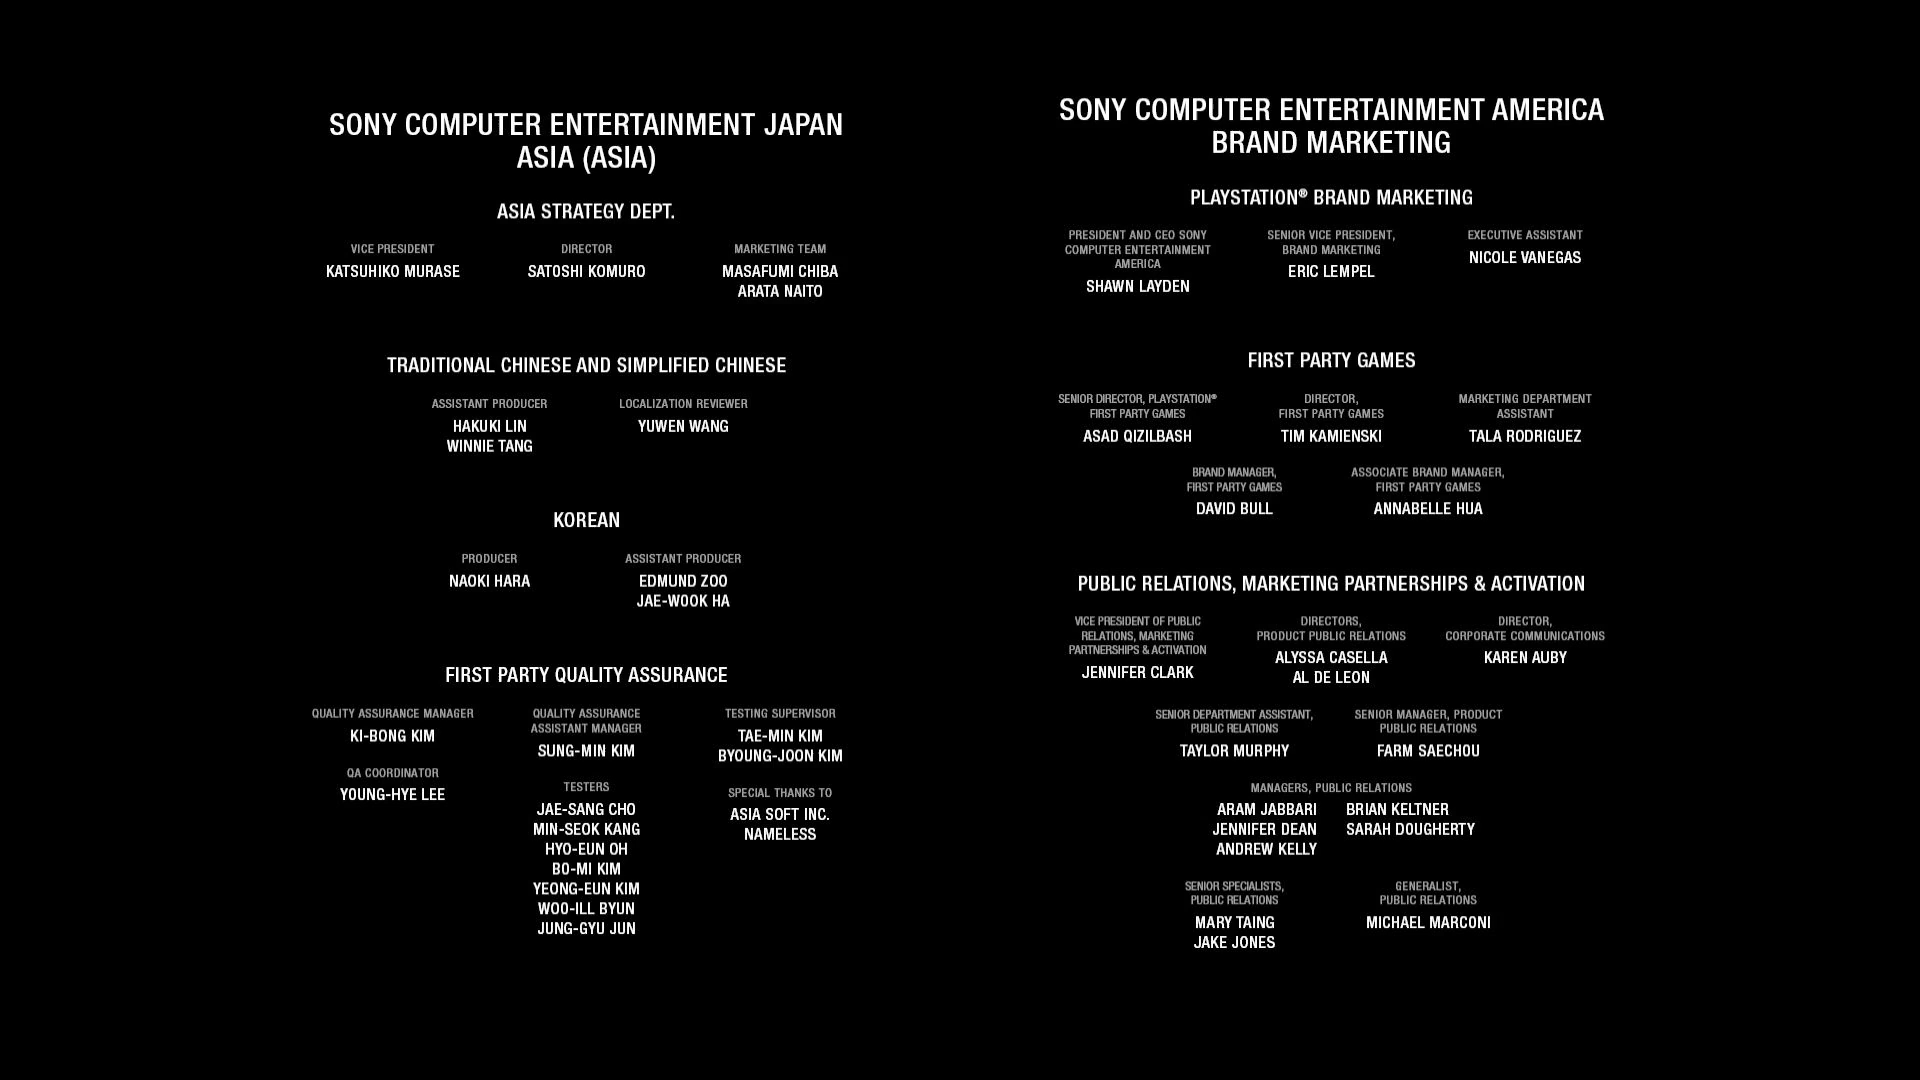 SONY COMPUTER ENTERTAINMENT JAPAN
ASIA (ASIA)
ASIA STRATEGY DEPT.
VICE PRESIDENT
KATSUHIKO MURASE
DIRECTOR
SATOSHI KOMURO
MARKETING TEAM
MASAFUMI CHIBA
ARATA NAITO
TRADITIONAL CHINESE AND SIMPLIFIED CHINESE
ASSISTANT PRODUCER
HAKUKI LIN
WINNIE TANG
LOCALIZATION REVIEWER
YUWEN WANG
KOREAN
PRODUCER
NAOKI HARA
ASSISTANT PRODUCER
EDMUND ZOO
JAE-WOOK HA
FIRST PARTY QUALITY ASSURANCE
QUALITY ASSURANCE MANAGER
KI-BONG KIM
QUALITY ASSURANCE
ASSISTANT MANAGER
SUNG-MIN KIM
TESTING SUPERVISOR
TAE-MIN KIM
BYOUNG-JOON KIM
QA COORDINATOR
YOUNG-HYE LEE
TESTERS
JAE-SANG CHO
MIN-SEOK KANG
HYO-EUN OH
BO-MI KIM
YEONG-EUN KIM
WOO-ILL BYUN
JUNG-GYU JUN
SPECIAL THANKS TO
ASIA SOFT INC.
NAMELESS
SONY COMPUTER ENTERTAINMENT AMERICA
BRAND MARKETING
PLAYSTATION® BRAND MARKETING
PRESIDENT AND CEO SONY
COMPUTER ENTERTAINMENT
AMERICA
SHAWN LAYDEN
SENIOR VICE PRESIDENT,
BRAND MARKETING
ERIC LEMPEL
EXECUTIVE ASSISTANT
NICOLE VANEGAS
FIRST PARTY GAMES
SENIOR DIRECTOR, PLAYSTATION®
FIRST PARTY GAMES
ASAD QIZILBASH
DIRECTOR,
FIRST PARTY GAMES
TIM KAMIENSKI
MARKETING DEPARTMENT
ASSISTANT
TALA RODRIGUEZ
BRAND MANAGER,
FIRST PARTY GAMES
DAVID BULL
ASSOCIATE BRAND MANAGER,
FIRST PARTY GAMES
ANNABELLE HUA
PUBLIC RELATIONS, MARKETING PARTNERSHIPS & ACTIVATION
VICE PRESIDENT OF PUBLIC
RELATIONS, MARKETING
PARTNERSHIPS & ACTIVATION
JENNIFER CLARK
DIRECTORS,
PRODUCT PUBLIC RELATIONS
ALYSSA CASELLA
AL DE LEON
DIRECTOR,
CORPORATE COMMUNICATIONS
KAREN AUBY
SENIOR DEPARTMENT ASSISTANT,
PUBLIC RELATIONS
TAYLOR MURPHY
SENIOR MANAGER, PRODUCT
PUBLIC RELATIONS
FARM SAECHOU
MANAGERS, PUBLIC RELATIONS
ARAM JABBARI
JENNIFER DEAN
ANDREW KELLY
BRIAN KELTNER
SARAH DOUGHERTY
SENIOR SPECIALISTS,
PUBLIC RELATIONS
MARY TAING
JAKE JONES
GENERALIST,
PUBLIC RELATIONS
MICHAEL MARCONI